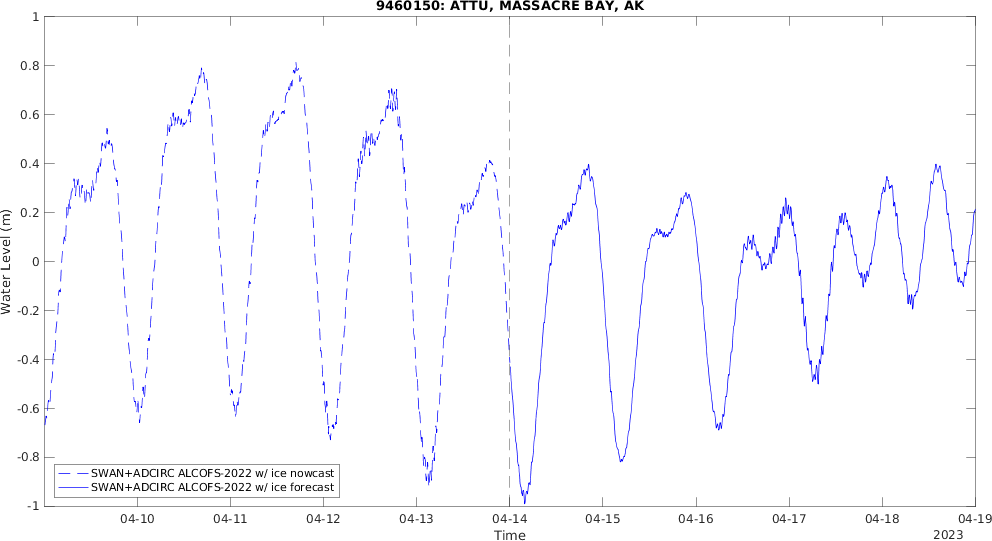 9460150: ATTU, MASSACRE BAY, AK
Water Level (m)
1
0.8
0.6
0.4
0.2
0
-0.2
-0.4
-0.6
-0.8
-1
SWAN+ADCIRC ALCOFS-2022 w/ ice nowcast
SWAN+ADCIRC ALCOFS-2022 w/ ice forecast
04-10 04-11 04-12 04-13 04-14 04-15 04-16 04-17 04-18 04-19
Time
2023